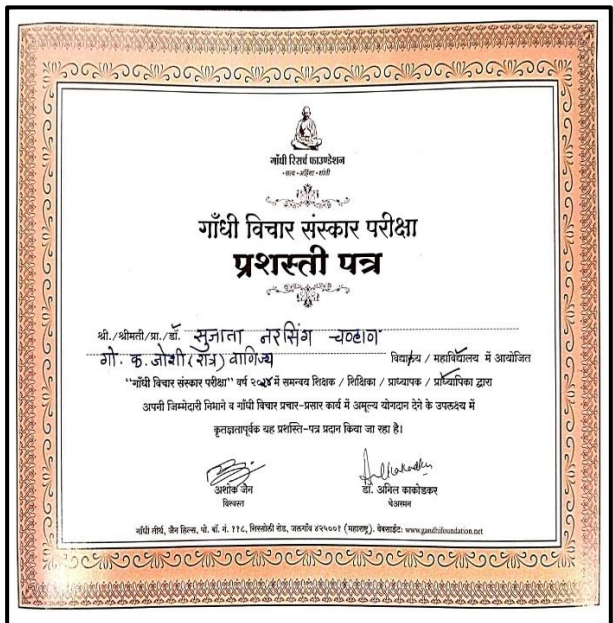 गाँधी रिसर्च फाउण्डेशन
• सत्य • अहिंसा • शांती
गाँधी विचार संस्कार परीक्षा
प्रशस्ती पत्र
श्री./श्रीमती/प्रा./डॉ. सुजाता नरसिंग चव्हाण
गो. क. जोशी (रात्र) वाणिज्य विद्यालय / महाविद्यालय में आयोजित
"गाँधी विचार संस्कार परीक्षा" वर्ष २०२४ में समन्वय शिक्षक / शिक्षिका / प्राध्यापक / प्राध्यापिका द्वारा
अपनी जिम्मेदारी निभाने व गाँधी विचार प्रचार-प्रसार कार्य में अमूल्य योगदान देने के उपलक्ष्य में
कृतज्ञतापूर्वक यह प्रशस्ति-पत्र प्रदान किया जा रहा है।
अशोक जैन डॉ. अनिल काकोडकर
विश्वस्त चेअरमन
गाँधी तीर्थ, जैन हिल्स, पो. बॉ. नं. ११८, शिरसोली रोड, जलगाँव ४२५००१ (महाराष्ट्र). वेबसाईट: www.gandhifoundation.net